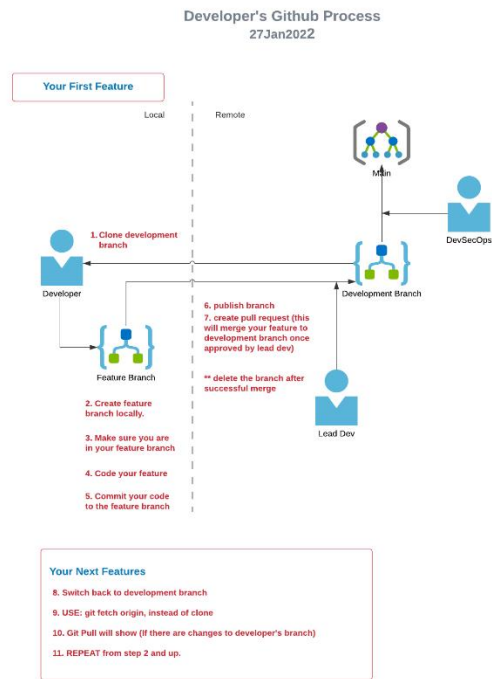 Developer's Github Process
27Jan2022
Your First Feature
Local
Remote
Main
DevSecOps
1. Clone development
branch
Developer
Development Branch
6. publish branch
7. create pull request (this
will merge your feature to
development branch once
approved by lead dev)
** delete the branch after
successful merge
Feature Branch
Lead Dev
2. Create feature
branch locally.
3. Make sure you are
in your feature branch
4. Code your feature
5. Commit your code
to the feature branch
Your Next Features
8. Switch back to development branch
9. USE: git fetch origin, instead of clone
10. Git Pull will show (If there are changes to developer's branch)
11. REPEAT from step 2 and up.